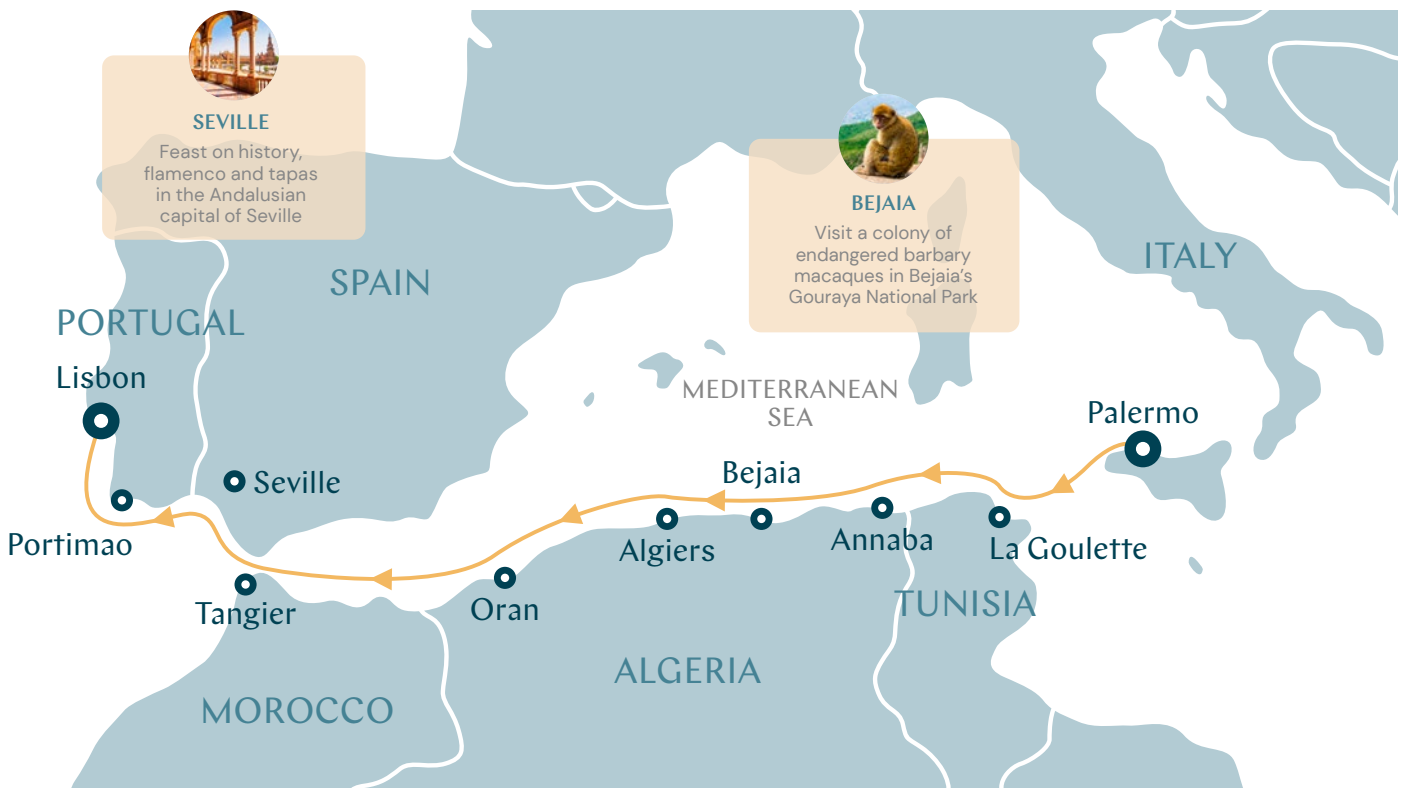 SEVILLE
Feast on history,
flamenco and tapas
in the Andalusian
capital of Seville
BEJAIA
Visit a colony of
endangered barbary
macaques in Bejaia's
Gouraya National Park
ITALY
SPAIN
PORTUGAL
Lisbon
MEDITERRANEAN
SEA
Palermo
Bejaia
Seville
Portimao
Algiers
Annaba
La Goulette
Tangier
Oran
TUNISIA
ALGERIA
MOROCCO